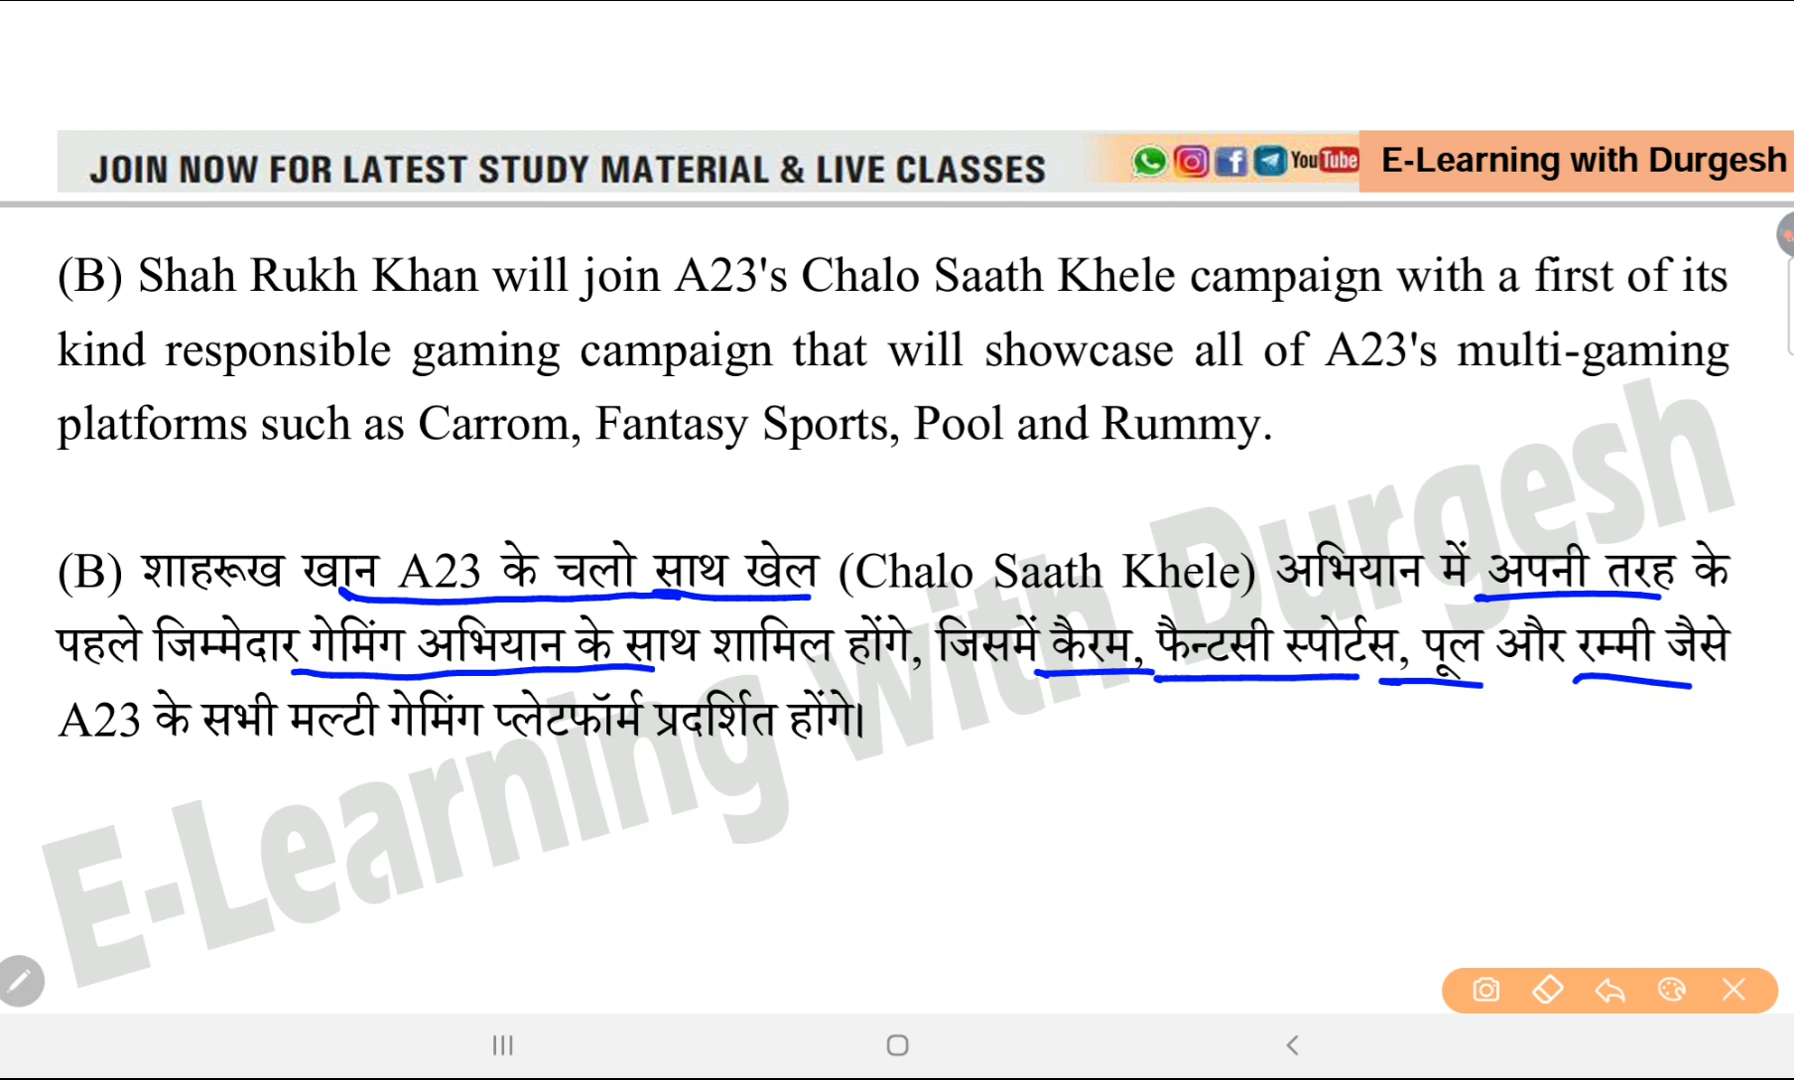 JOIN NOW FOR LATEST STUDY MATERIAL & LIVE CLASSES
YouTube
E-Learning with Durgesh
(B) Shah Rukh Khan will join A23's Chalo Saath Khele campaign with a first of its
kind responsible gaming campaign that will showcase all of A23's multi-gaming
platforms such as Carrom, Fantasy Sports, Pool and Rummy.
(B) शाहरूख खान A23 के चलो साथ खेल (Chalo Saath Khele) अभियान में अपनी तरह के
पहले जिम्मेदार गेमिंग अभियान के साथ शामिल होंगे, जिसमें कैरम, फैन्टसी स्पोर्टस, पूल और रम्मी जैसे
A23 के सभी मल्टी गेमिंग प्लेटफॉर्म प्रदर्शित होंगे।
E-Learning with Durgesh